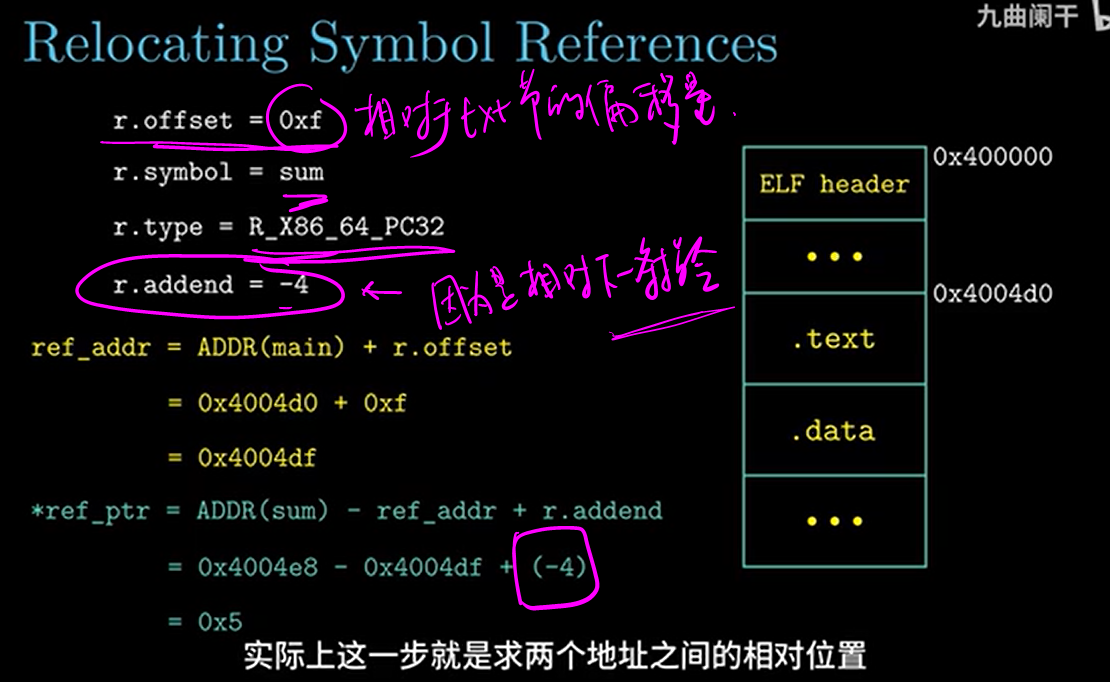 九曲阑干
Relocating Symbol References
r.offset = 0xf
相对于txt节的偏移量.
r.symbol = sum
r.type = R_X86_64_PC32
r.addend = -4
← 因为是相对下一条指令
ref_addr = ADDR(main) + r.offset
= 0x4004d0 + 0xf
= 0x4004df
*ref_ptr = ADDR(sum) - ref_addr + r.addend
= 0x4004e8 - 0x4004df + (-4)
= 0x5
0x400000
ELF header
•••
0x4004d0
.text
.data
•••
实际上这一步就是求两个地址之间的相对位置